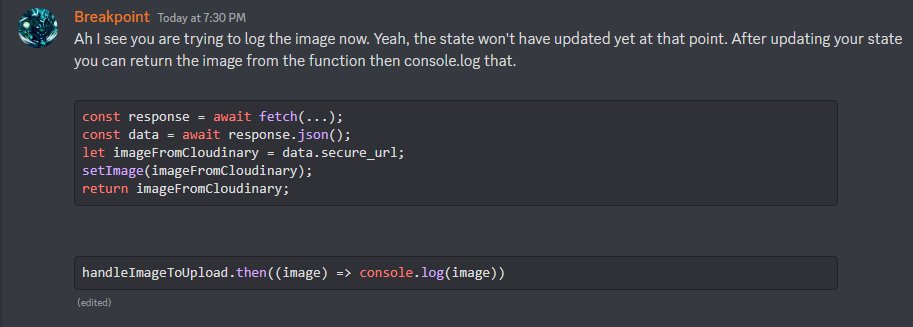 Breakpoint Today at 7:30 PM
Ah I see you are trying to log the image now. Yeah, the state won't have updated yet at that point. After updating your state
you can return the image from the function then console.log that.
const response = await fetch(...);
const data = await response.json();
let imageFromCloudinary = data.secure_url;
setImage(imageFromCloudinary);
return imageFromCloudinary;
handleImageToUpload.then((image) => console.log(image))
(edited)